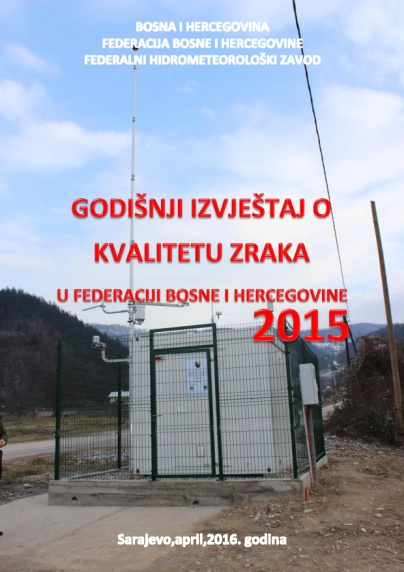 BOSNA I HERCEGOVINA
FEDERACIJA BOSNE I HERCEGOVINE
FEDERALNI HIDROMETEOROLOŠKI ZAVOD
GODIŠNJI IZVJEŠTAJ O
KVALITETU ZRAKA
U FEDERACIJI BOSNE I HERCEGOVINE
2015
Sarajevo,april,2016. godina